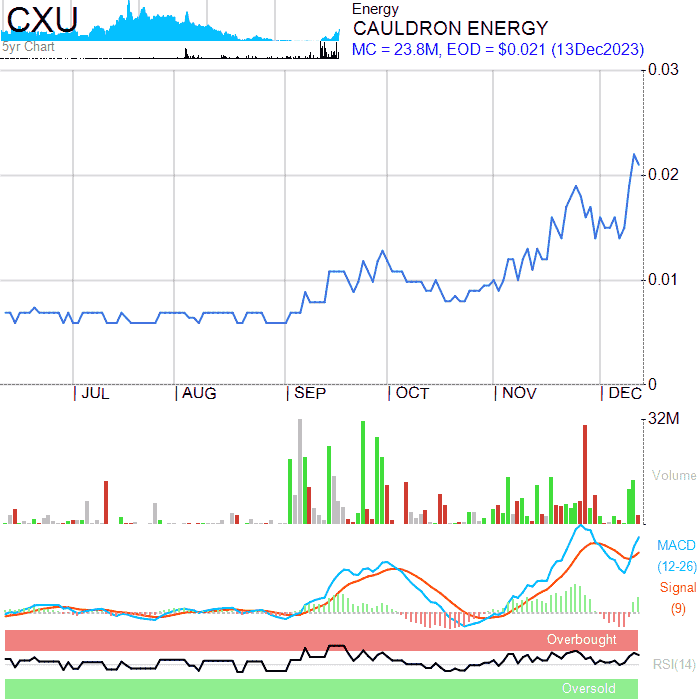 CXU
5yr Chart
Energy
CAULDRON ENERGY
MC = 23.8M, EOD = $0.021 (13Dec2023)
0.03
0.02
0.01
0
JUL AUG SEP OCT NOV DEC
32M
Volume
MACD
(12-26)
Signal
(9)
Overbought
RSI(14)
Oversold